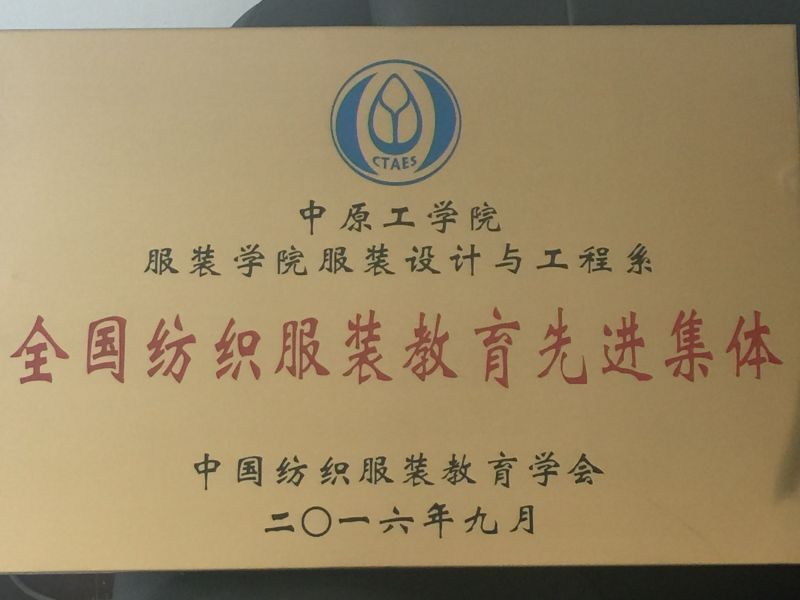 CTAES
中原工学院
服装学院服装设计与工程系
全国纺织服装教育先进集体
中国纺织服装教育学会
二〇一六年九月